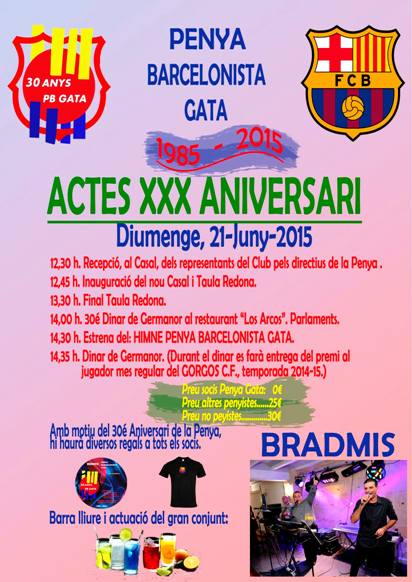 PENYA
BARCELONISTA
GATA
30 ANYS
PB GATA
FCB
1985 - 2015
ACTES XXX ANIVERSARI
Diumenge, 21-Juny-2015
12,30 h. Recepció, al Casal, dels representants del Club pels directius de la Penya .
12,45 h. Inauguració del nou Casal i Taula Redona.
13,30 h. Final Taula Redona.
14,00 h. 30é Dinar de Germanor al restaurant “Los Arcos”. Parlaments.
14,30 h. Estrena del: HIMNE PENYA BARCELONISTA GATA.
14,35 h. Dinar de Germanor. (Durant el dinar es farà entrega del premi al
jugador mes regular del GORGOS C.F., temporada 2014-15.)
Preu socis Penya Gata: 0€
Preu altres penyistes......25€
Preu no peyistes............30€
Amb motiu del 30é Aniversari de la Penya,
hi haurà diversos regals a tots els socis.
BRADMIS
Barra lliure i actuació del gran conjunt: